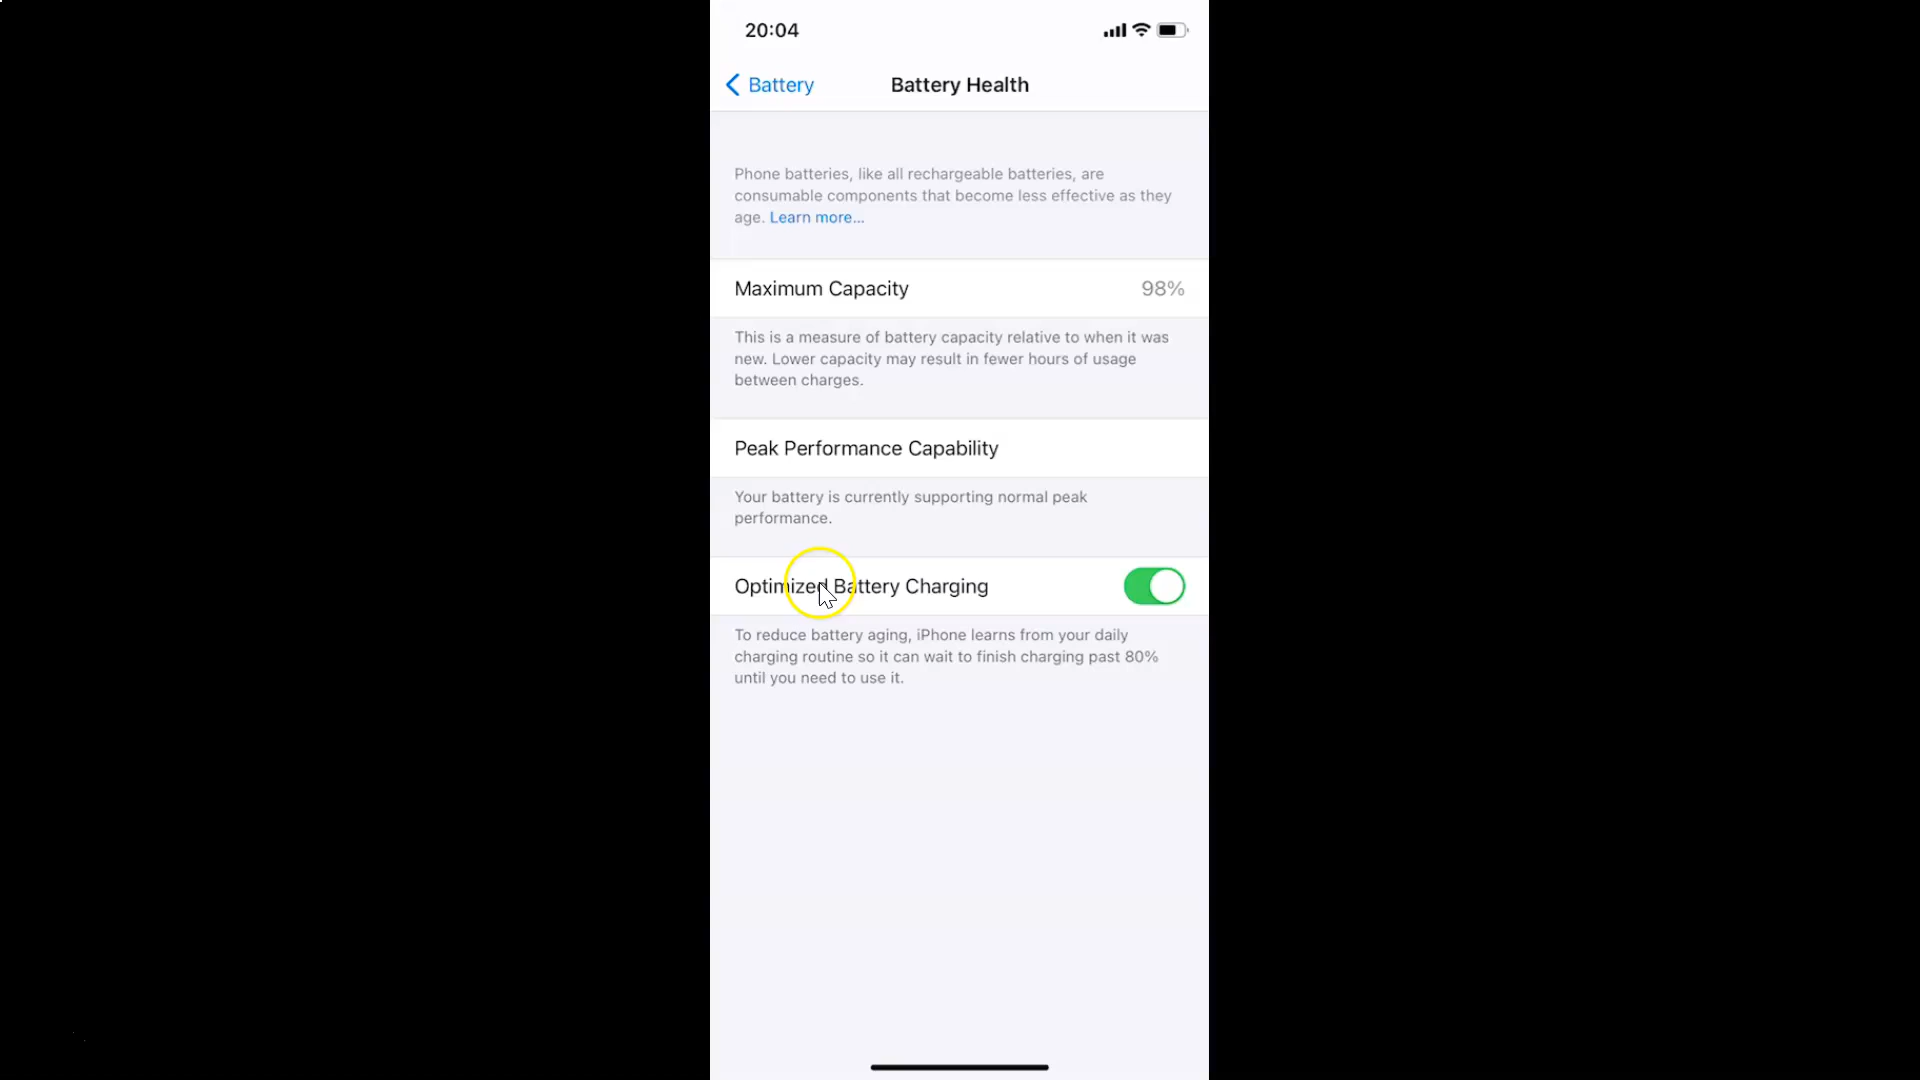 20:04
Battery
Battery Health
Phone batteries, like all rechargeable batteries, are
consumable components that become less effective as they
age. Learn more...
Maximum Capacity 98%
This is a measure of battery capacity relative to when it was
new. Lower capacity may result in fewer hours of usage
between charges.
Peak Performance Capability
Your battery is currently supporting normal peak
performance.
Optimized Battery Charging
To reduce battery aging, iPhone learns from your daily
charging routine so it can wait to finish charging past 80%
until you need to use it.